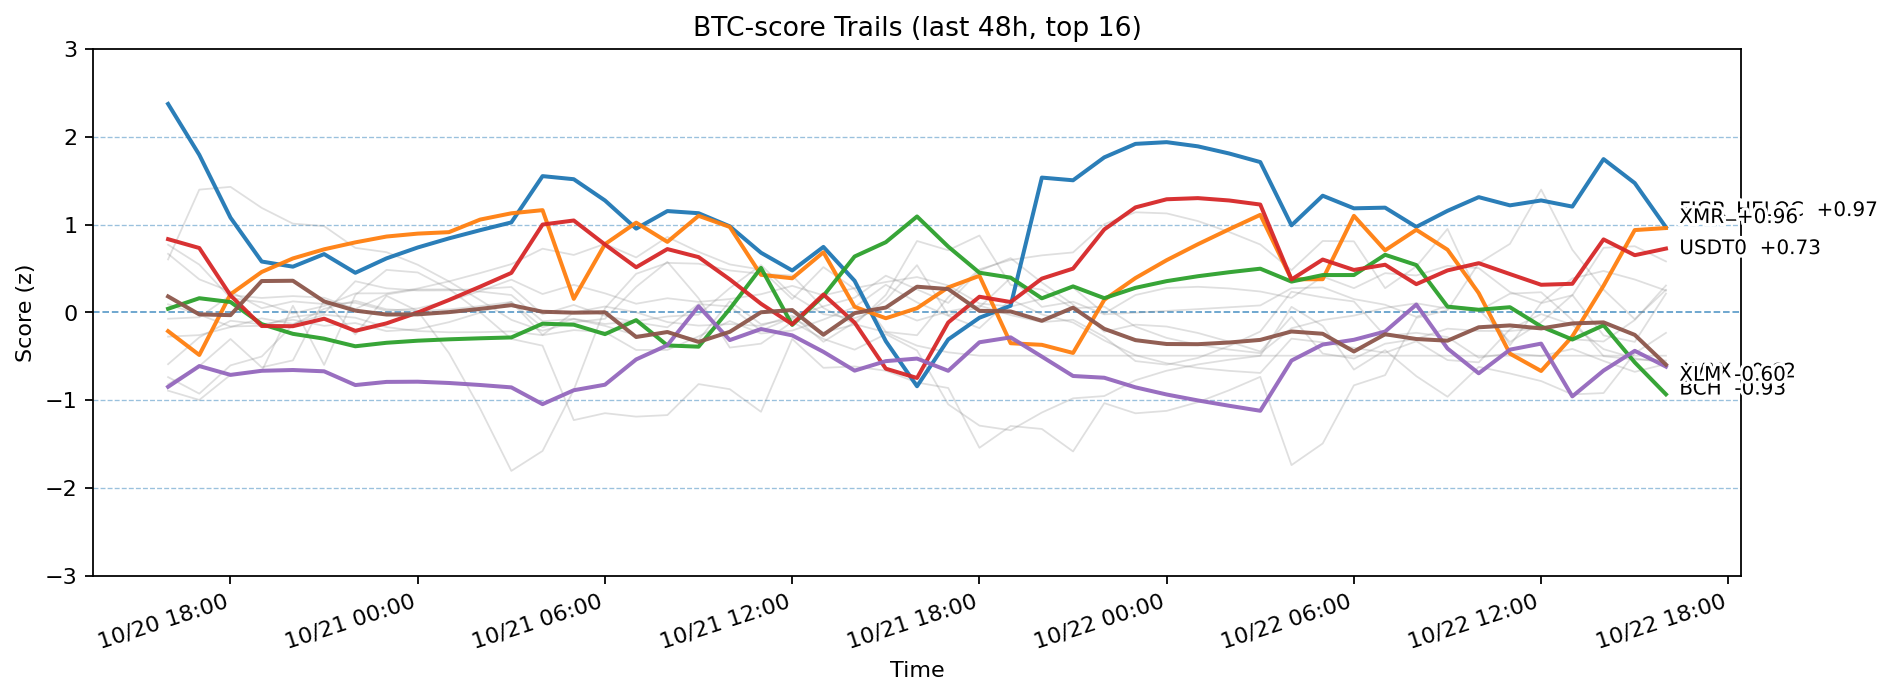 BTC-score Trails (last 48h, top 16)
Score (z)
3
2
1
0
−1
−2
−3
+0.97
XMR +0.96
USDT0 +0.73
XLM -0.60
BCH -0.93
10/20 18:00
10/21 00:00
10/21 06:00
10/21 12:00
10/21 18:00
10/22 00:00
10/22 06:00
10/22 12:00
10/22 18:00
Time